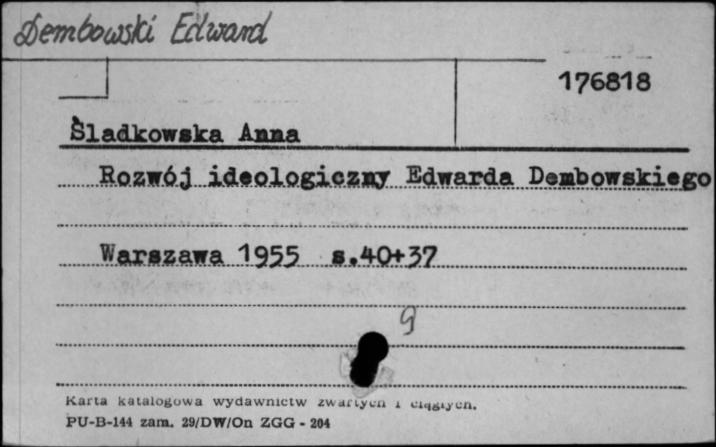 Dembowski Edward
176818
Śladkowska Anna
Rozwój ideologiczny Edwarda Dembowskiego
Warszawa 1955 s.40+37
g
Karta katalogowa wydawnictw zwartych i ciągłych.
PU-B-144 zam. 29/DW/On ZGG - 204